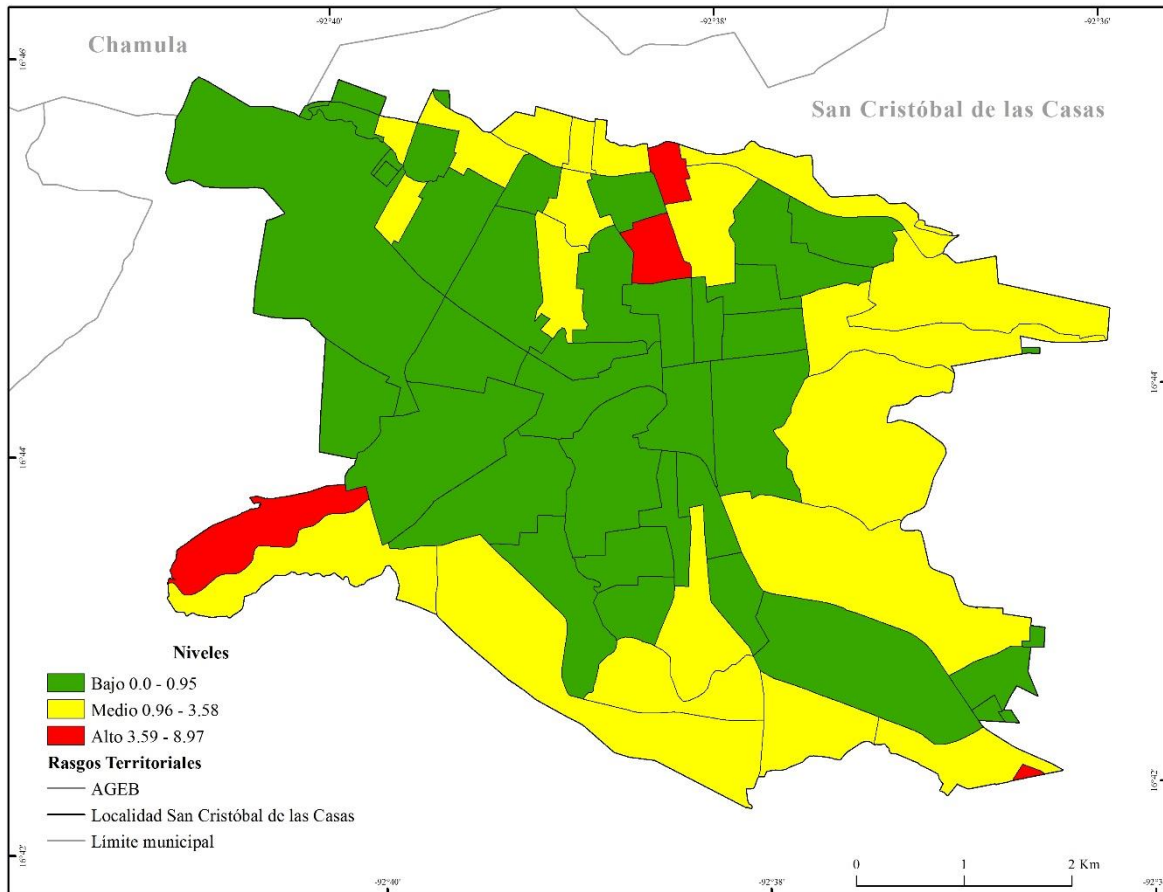 -92°40'
-92°38'
-92°36'
16°46'
Chamula
San Cristóbal de las Casas
16°44'
16°44'
Niveles
Bajo 0.0 - 0.95
Medio 0.96 - 3.58
Alto 3.59 - 8.97
Rasgos Territoriales
AGEB
Localidad San Cristóbal de las Casas
Límite municipal
16°42'
16°42'
0 1 2 Km
-92°40'
-92°38'